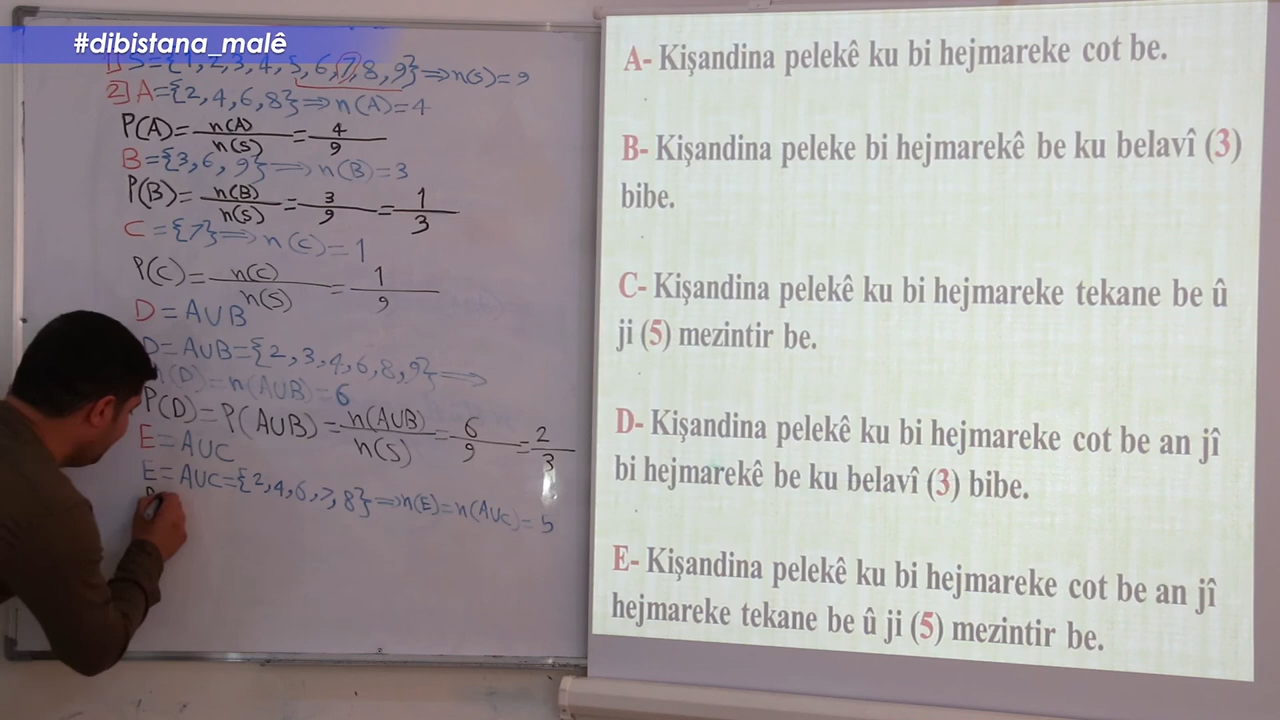 #dibistana_malê
1] S={1,2,3,4,5,6,7,8,9}⇒n(S)=9
2] A={2,4,6,8}⇒n(A)=4
P(A)=n(A)/n(S)=4/9
B={3,6,9}⇒n(B)=3
P(B)=n(B)/n(S)=3/9=1/3
C={7}⇒n(C)=1
P(C)=n(C)/n(S)=1/9
D=A∪B
D=A∪B={2,3,4,6,8,9}⇒
n(D)=n(A∪B)=6
P(D)=P(A∪B)=n(A∪B)/n(S)=6/9=2/3
E=A∪C
E=A∪C={2,4,6,7,8}⇒n(E)=n(A∪C)=5
A- Kişandina pelekê ku bi hejmareke cot be.
B- Kişandina peleke bi hejmarekê be ku belavî (3)
bibe.
C- Kişandina pelekê ku bi hejmareke tekane be û
ji (5) mezintir be.
D- Kişandina pelekê ku bi hejmareke cot be an jî
bi hejmarekê be ku belavî (3) bibe.
E- Kişandina pelekê ku bi hejmareke cot be an jî
hejmareke tekane be û ji (5) mezintir be.